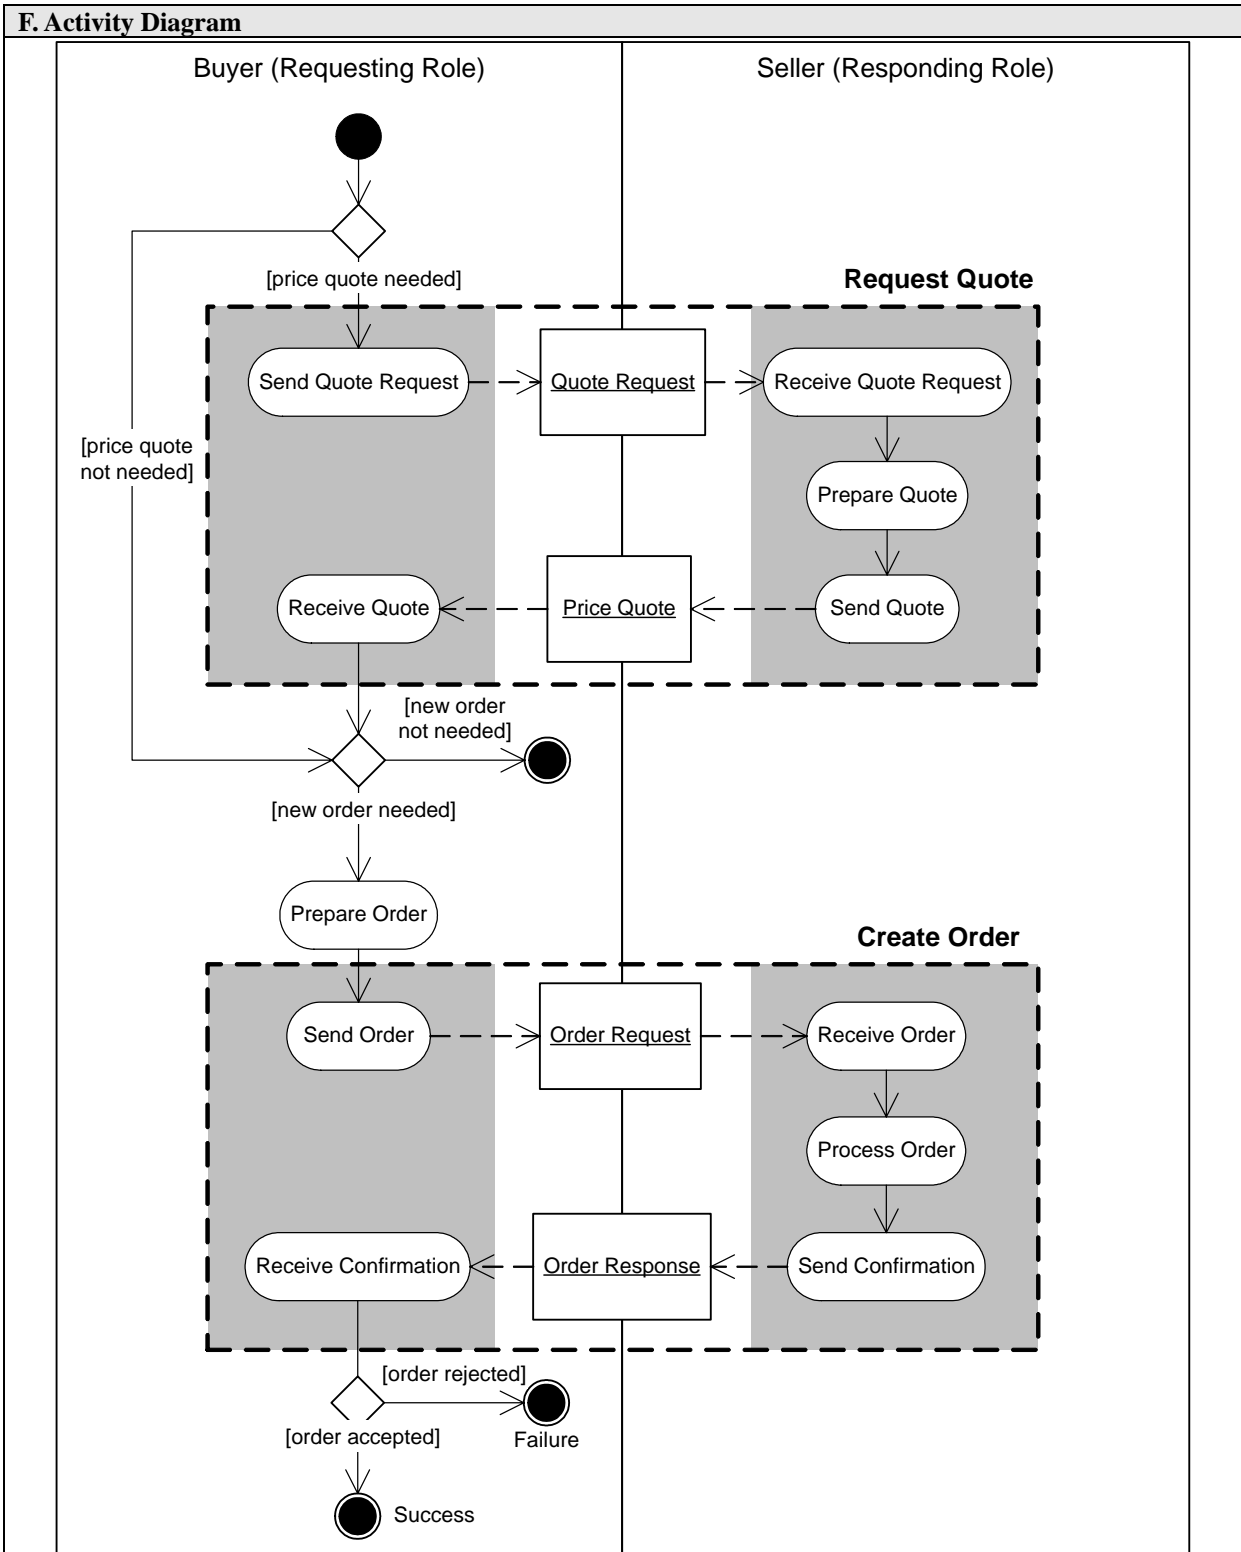 F. Activity Diagram
Buyer (Requesting Role)
Seller (Responding Role)
[price quote needed]
Request Quote
Send Quote Request
Quote Request
Receive Quote Request
[price quote
not needed]
Prepare Quote
Receive Quote
Price Quote
Send Quote
[new order
not needed]
[new order needed]
Prepare Order
Create Order
Send Order
Order Request
Receive Order
Process Order
Receive Confirmation
Order Response
Send Confirmation
[order rejected]
[order accepted]
Failure
Success